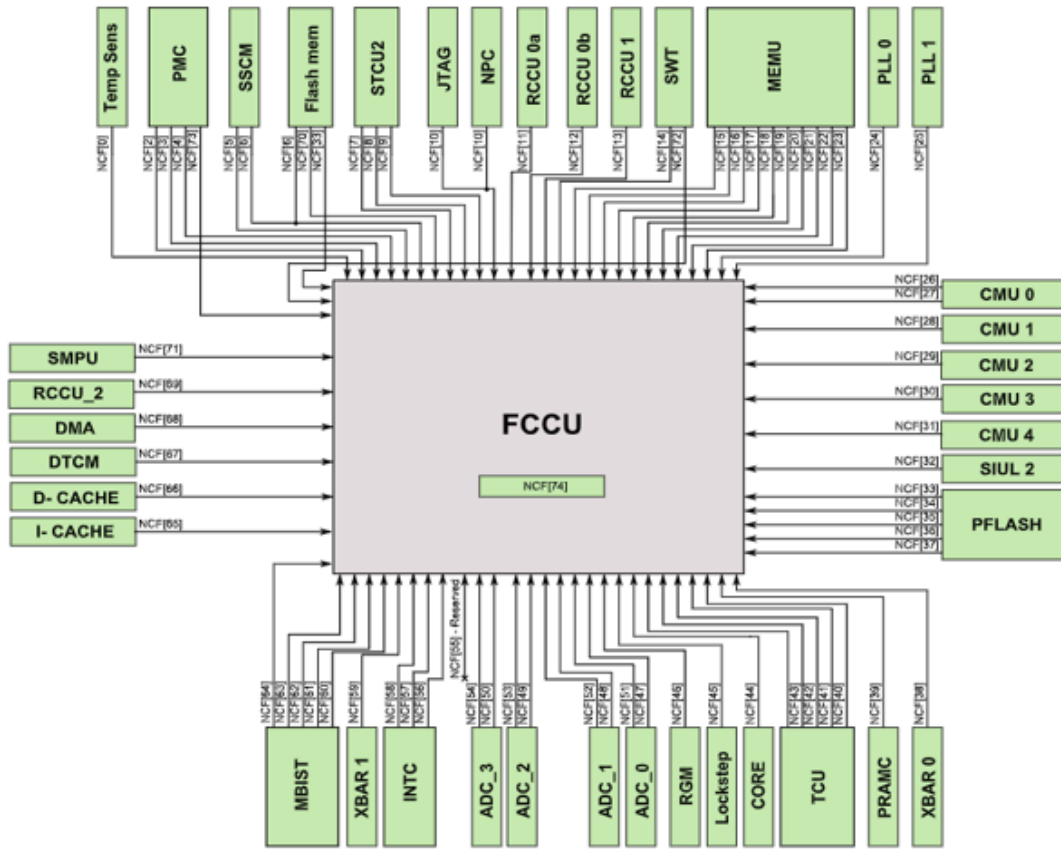 Temp Sens
PMC
SSCM
Flash mem
STCU2
JTAG
NPC
RCCU 0a
RCCU 0b
RCCU 1
SWT
MEMU
PLL 0
PLL 1
NCF[0]
NCF[2]
NCF[3]
NCF[4]
NCF[73]
NCF[5]
NCF[6]
NCF[6]
NCF[70]
NCF[33]
NCF[7]
NCF[8]
NCF[9]
NCF[10]
NCF[10]
NCF[11]
NCF[12]
NCF[13]
NCF[14]
NCF[72]
NCF[15]
NCF[16]
NCF[17]
NCF[18]
NCF[19]
NCF[20]
NCF[21]
NCF[22]
NCF[23]
NCF[24]
NCF[25]
NCF[26]
NCF[27]
CMU 0
NCF[28]
CMU 1
NCF[29]
CMU 2
NCF[30]
CMU 3
NCF[31]
CMU 4
NCF[32]
SIUL 2
NCF[33]
NCF[34]
NCF[35]
NCF[36]
NCF[37]
PFLASH
SMPU
NCF[71]
RCCU_2
NCF[69]
DMA
NCF[68]
DTCM
NCF[67]
D- CACHE
NCF[66]
I- CACHE
NCF[65]
FCCU
NCF[74]
NCF[64]
NCF[63]
NCF[62]
NCF[61]
NCF[60]
NCF[59]
NCF[58]
NCF[57]
NCF[56]
NCF[55] - Reserved
NCF[54]
NCF[50]
NCF[53]
NCF[49]
NCF[52]
NCF[48]
NCF[51]
NCF[47]
NCF[46]
NCF[45]
NCF[44]
NCF[43]
NCF[42]
NCF[41]
NCF[40]
NCF[39]
NCF[38]
MBIST
XBAR 1
INTC
ADC_3
ADC_2
ADC_1
ADC_0
RGM
Lockstep
CORE
TCU
PRAMC
XBAR 0